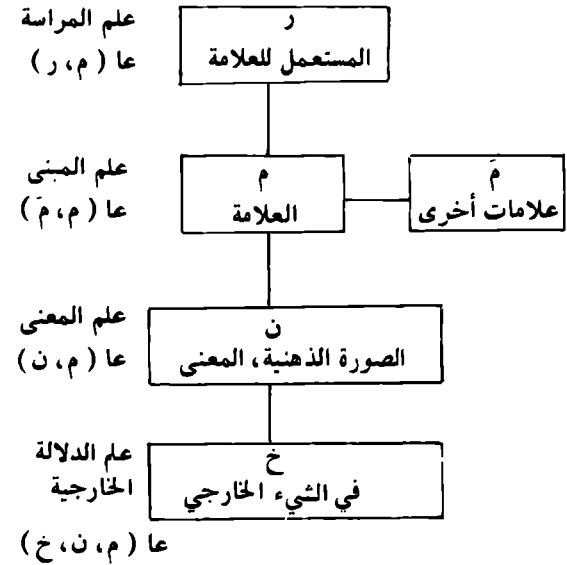 علم المراسة
عا ( م، ر )
ر
المستعمل للعلامة
علم المبنى
عا ( م، مَ )
م
العلامة
مَ
علامات أخرى
علم المعنى
عا ( م، ن )
ن
الصورة الذهنية، المعنى
علم الدلالة
الخارجية
عا ( م، ن، خ )
خ
في الشيء الخارجي